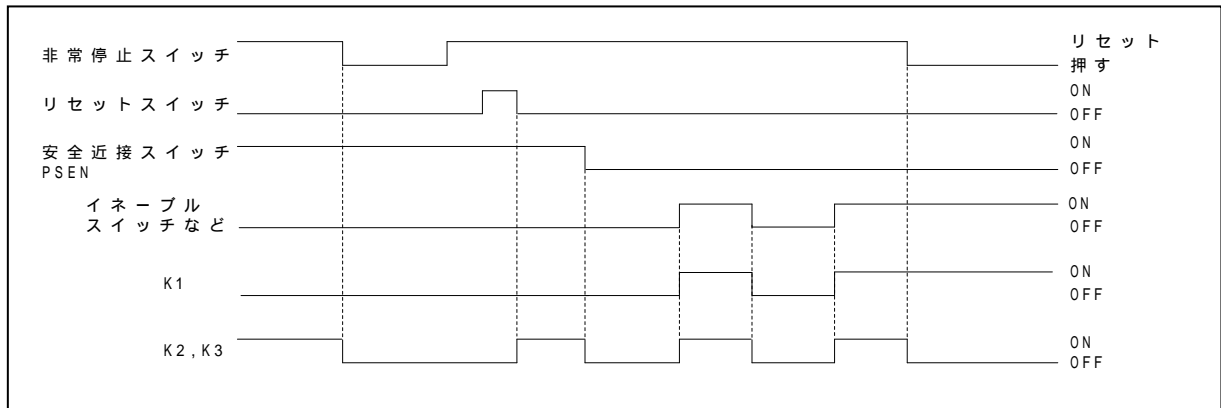 非常停止スイッチ
リセット
押す
リセットスイッチ
ON
OFF
安全近接スイッチ
PSEN
ON
OFF
イネーブル
スイッチなど
ON
OFF
K1
ON
OFF
K2,K3
ON
OFF